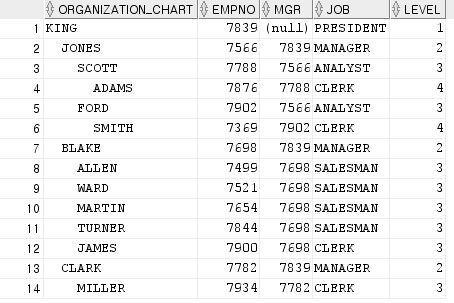 ORGANIZATION_CHART EMPNO MGR JOB LEVEL
1 KING 7839 (null) PRESIDENT 1
2 JONES 7566 7839 MANAGER 2
3 SCOTT 7788 7566 ANALYST 3
4 ADAMS 7876 7788 CLERK 4
5 FORD 7902 7566 ANALYST 3
6 SMITH 7369 7902 CLERK 4
7 BLAKE 7698 7839 MANAGER 2
8 ALLEN 7499 7698 SALESMAN 3
9 WARD 7521 7698 SALESMAN 3
10 MARTIN 7654 7698 SALESMAN 3
11 TURNER 7844 7698 SALESMAN 3
12 JAMES 7900 7698 CLERK 3
13 CLARK 7782 7839 MANAGER 2
14 MILLER 7934 7782 CLERK 3